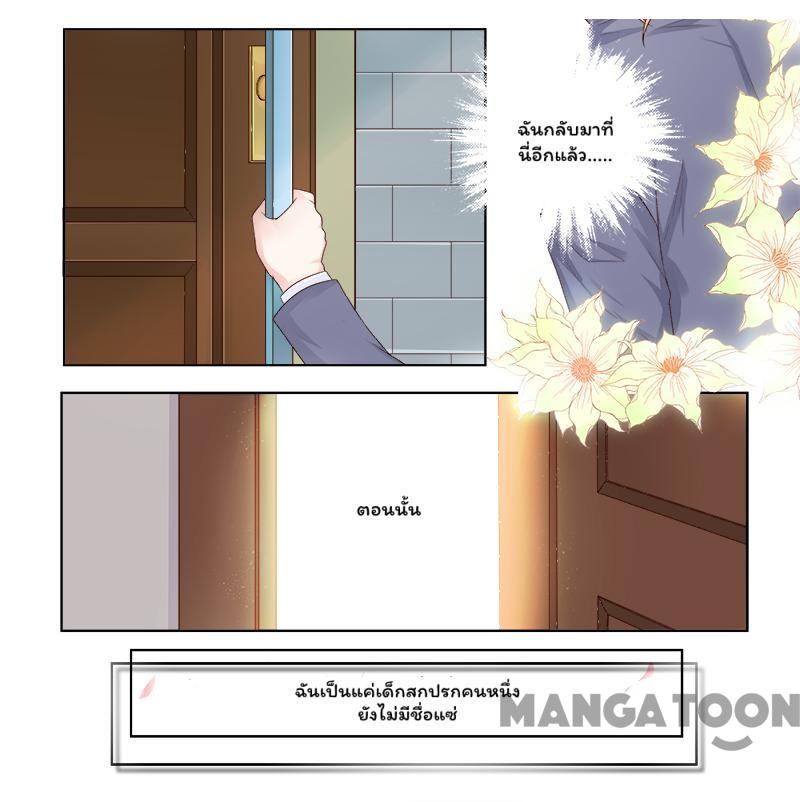 ฉันกลับมาที่
นี่อีกแล้ว.....
ตอนนั้น
ฉันเป็นแค่เด็กสกปรกคนหนึ่ง
ยังไม่มีชื่อแซ่
MANGATOON